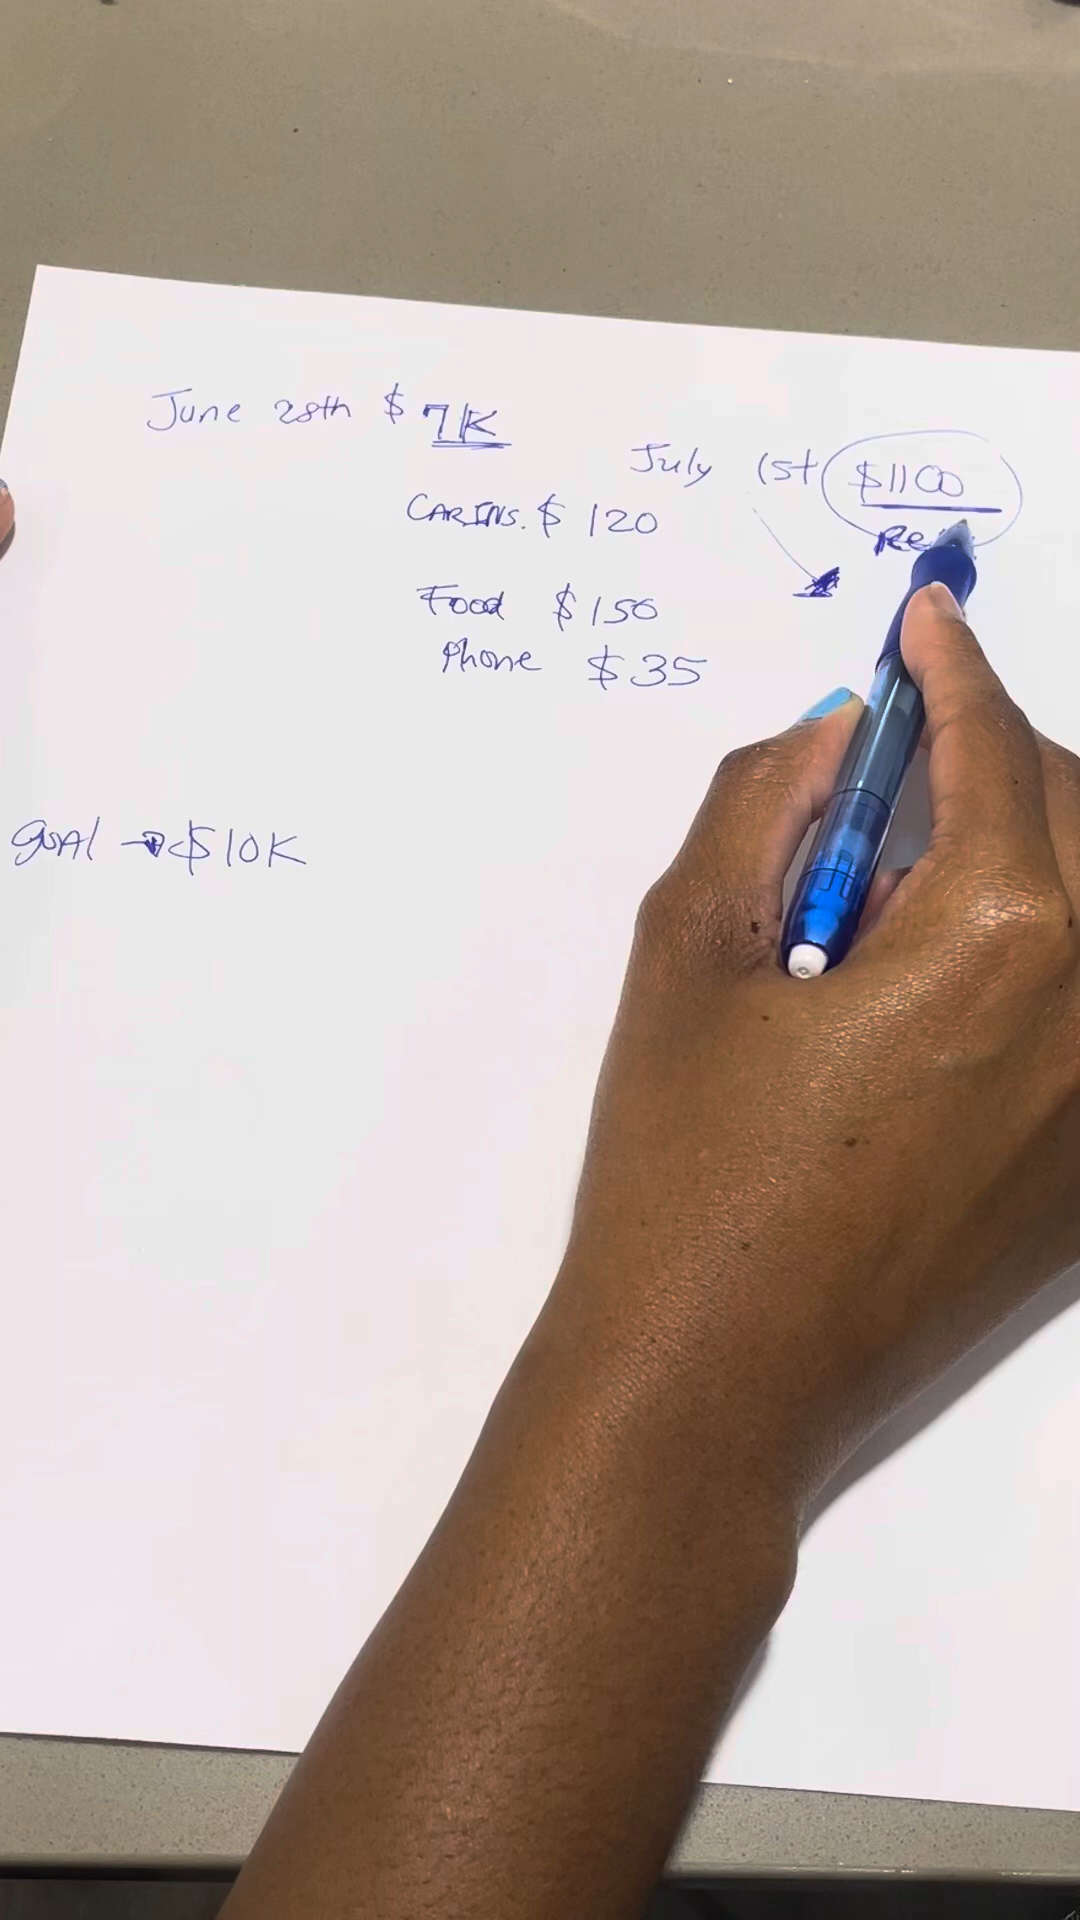 June 28th $ 7K
July 1st $1100
CAR INS. $ 120
Food $ 150
Phone $ 35
goAl → $10K